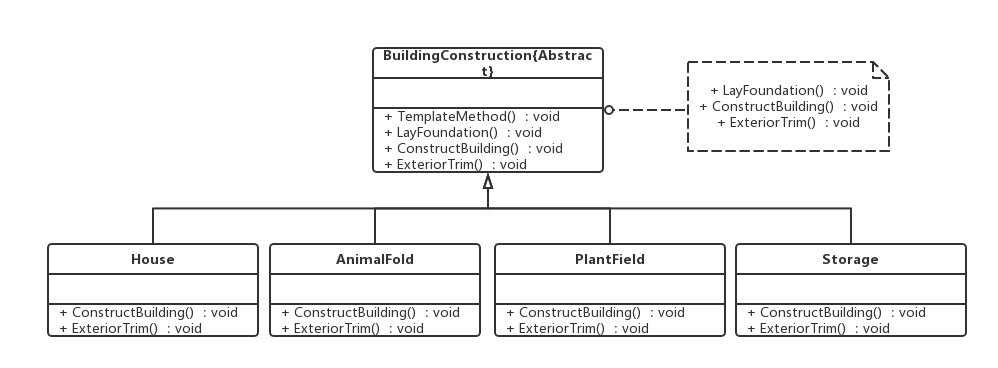 BuildingConstruction{Abstrac
t}
+ TemplateMethod() : void
+ LayFoundation() : void
+ ConstructBuilding() : void
+ ExteriorTrim() : void
+ LayFoundation() : void
+ ConstructBuilding() : void
+ ExteriorTrim() : void
House
+ ConstructBuilding() : void
+ ExteriorTrim() : void
AnimalFold
+ ConstructBuilding() : void
+ ExteriorTrim() : void
PlantField
+ ConstructBuilding() : void
+ ExteriorTrim() : void
Storage
+ ConstructBuilding() : void
+ ExteriorTrim() : void